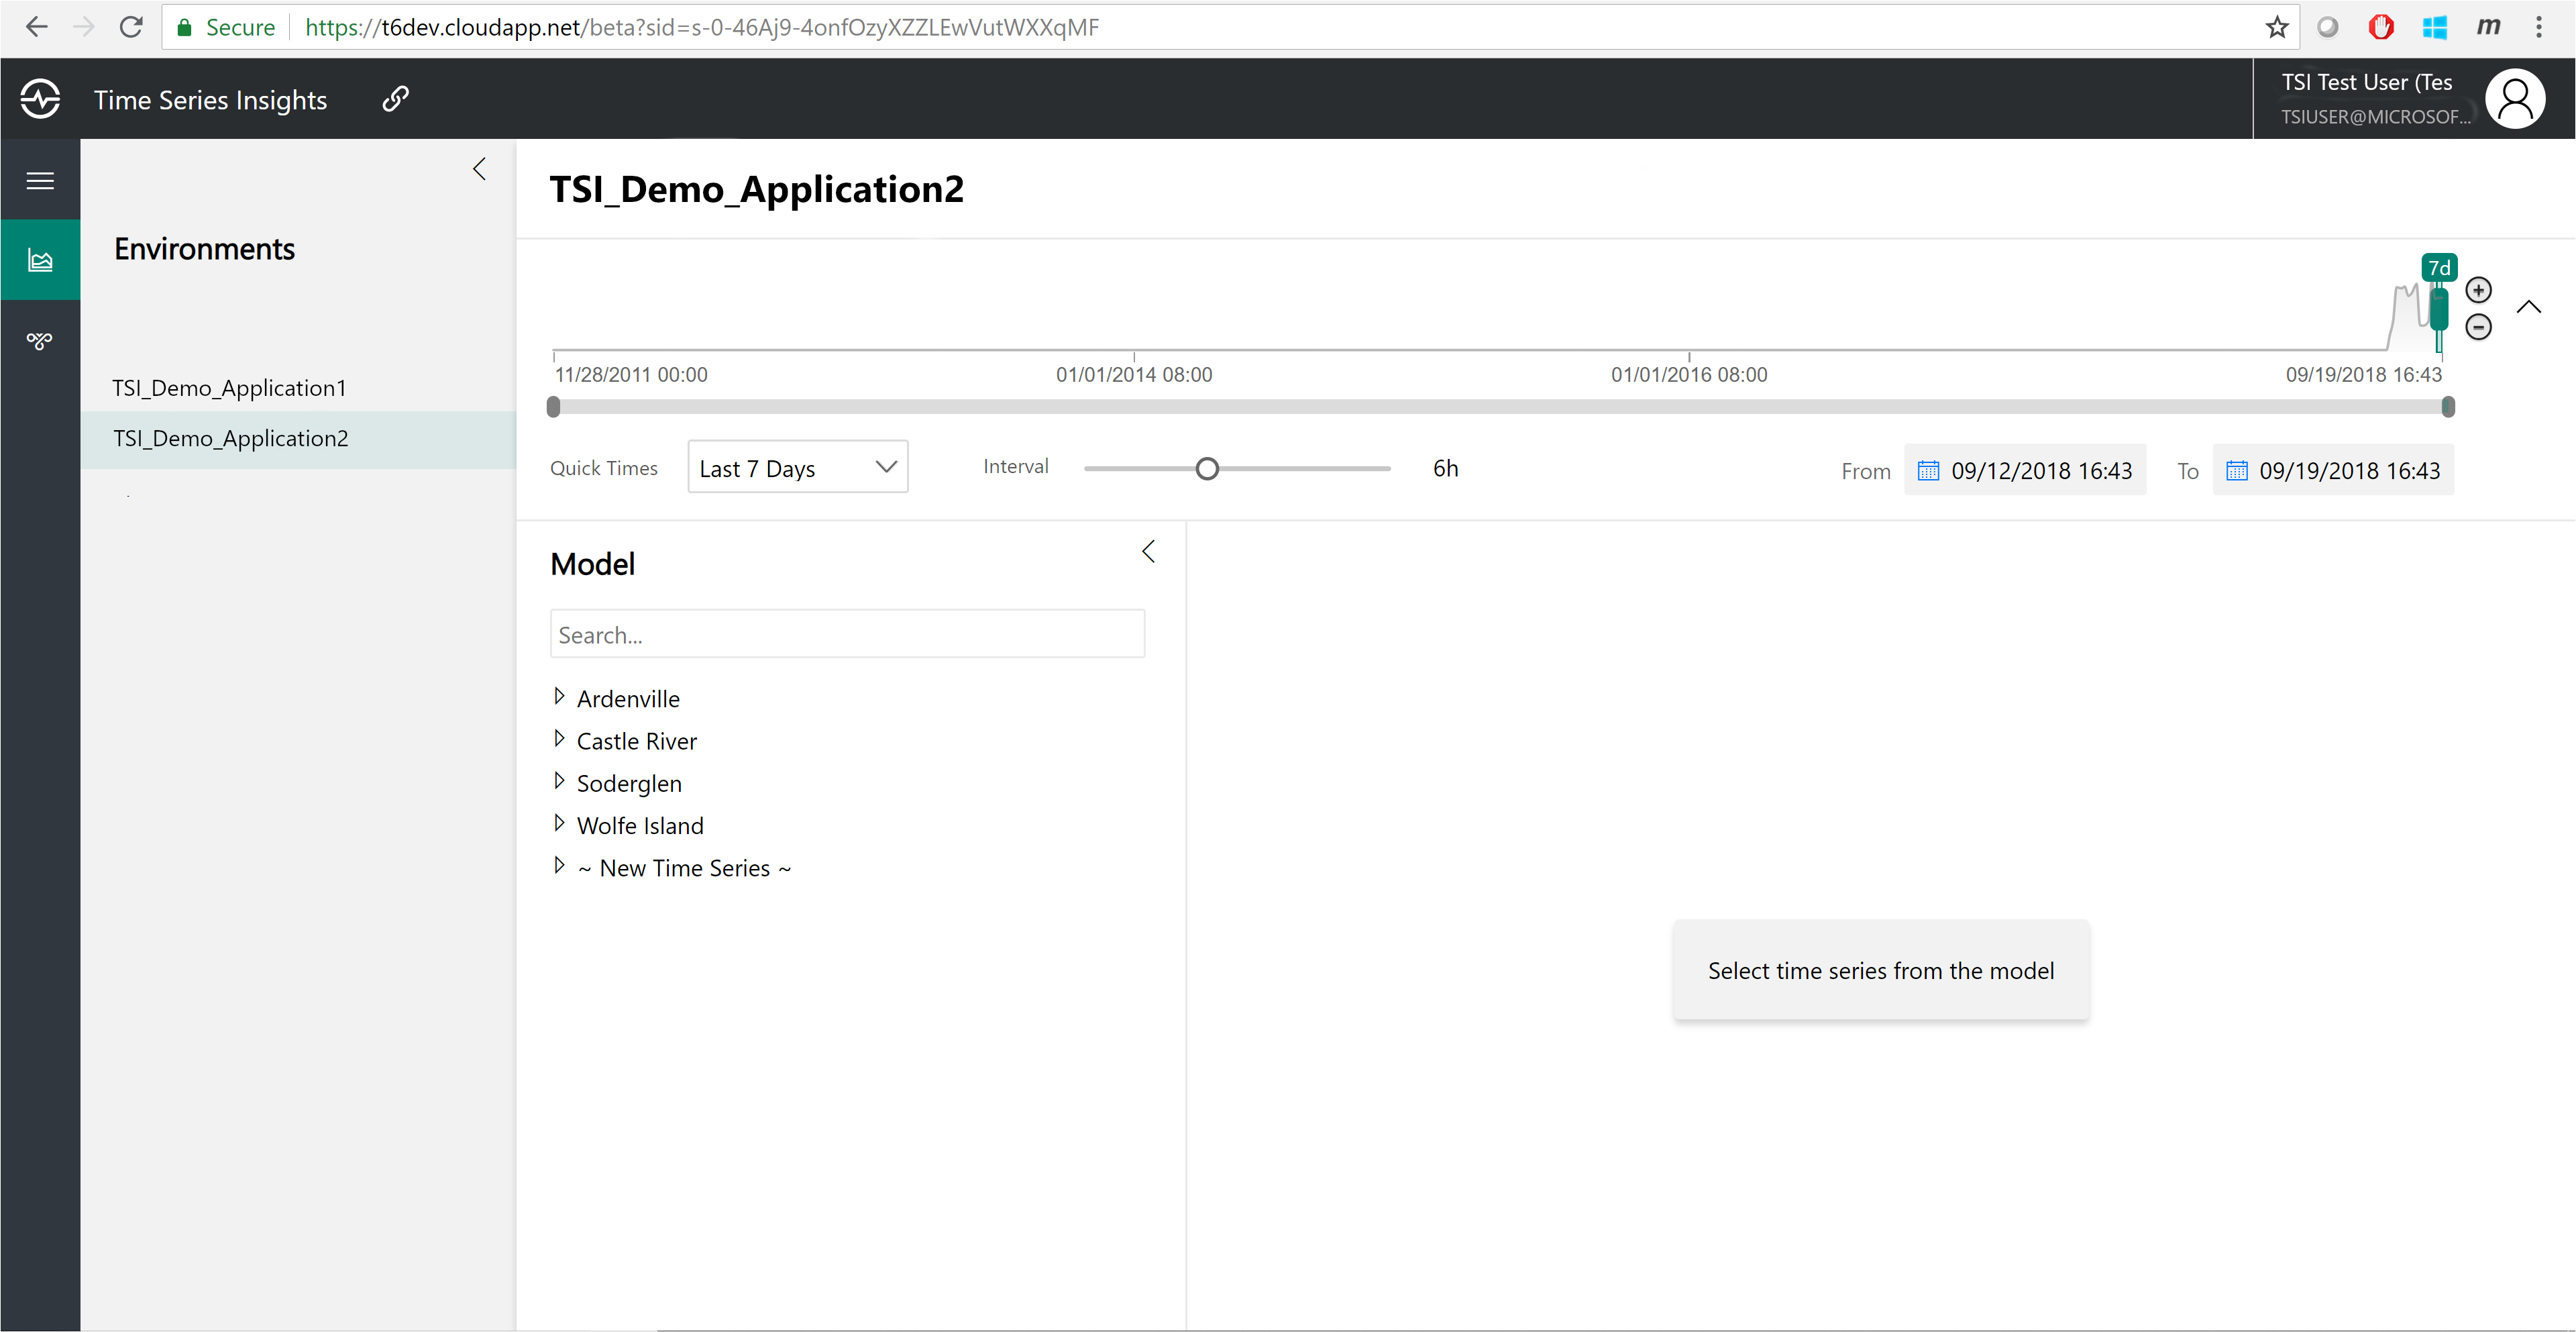 Secure https://t6dev.cloudapp.net/beta?sid=s-0-46Aj9-4onfOzyXZZLEwVutWXXqMF
m
Time Series Insights
TSI Test User (Tes
TSIUSER@MICROSOF...
Environments
TSI_Demo_Application1
TSI_Demo_Application2
TSI_Demo_Application2
7d
11/28/2011 00:00 01/01/2014 08:00 01/01/2016 08:00 09/19/2018 16:43
Quick Times Last 7 Days Interval 6h From 09/12/2018 16:43 To 09/19/2018 16:43
Model
Search...
Ardenville
Castle River
Soderglen
Wolfe Island
~ New Time Series ~
Select time series from the model